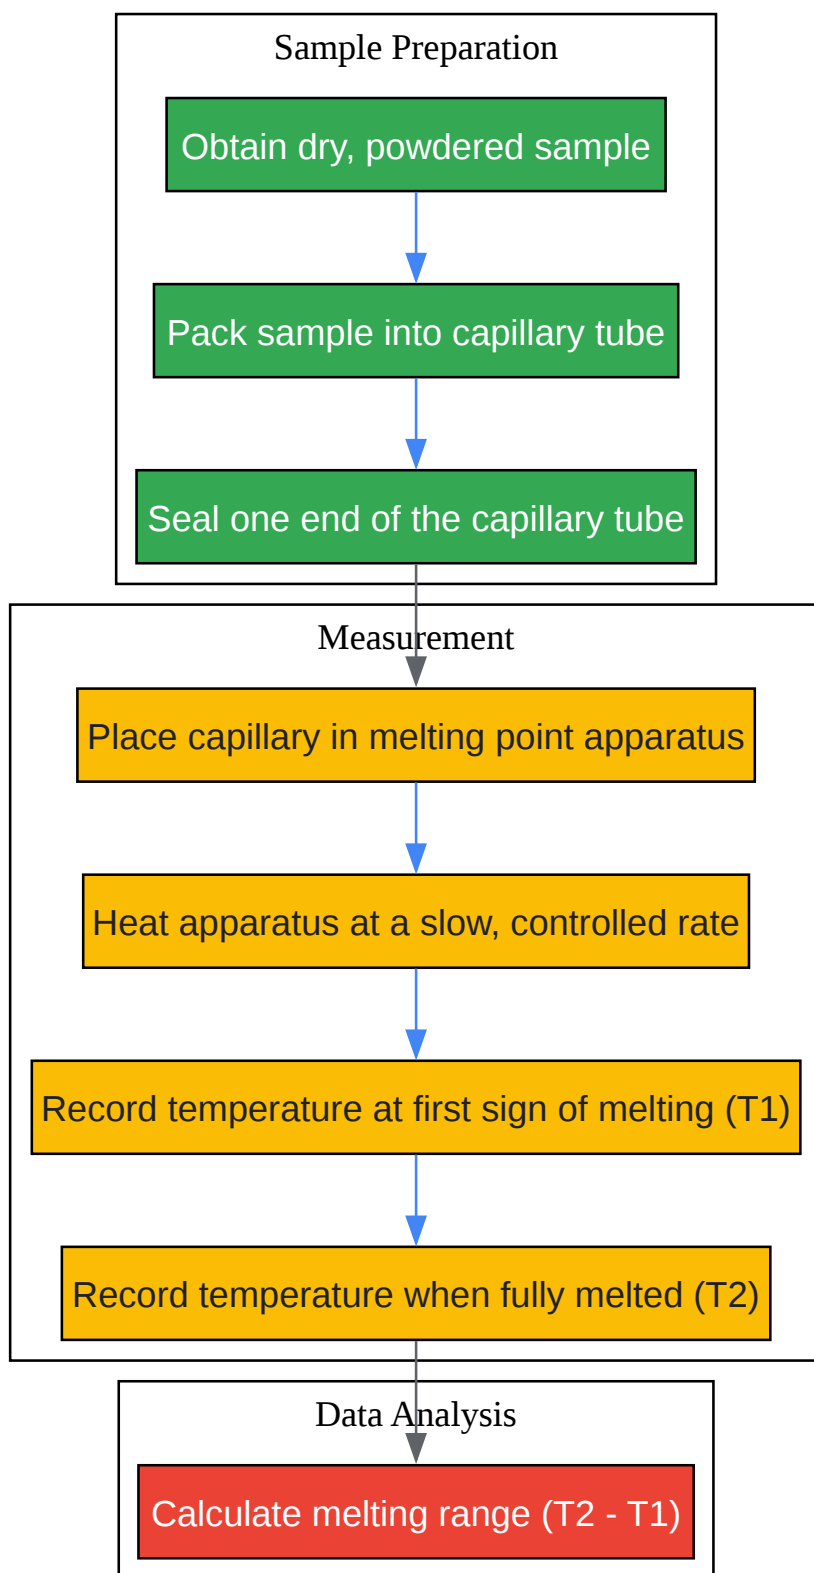 Sample Preparation
Obtain dry, powdered sample
Pack sample into capillary tube
Seal one end of the capillary tube
Measurement
Place capillary in melting point apparatus
Heat apparatus at a slow, controlled rate
Record temperature at first sign of melting (T1)
Record temperature when fully melted (T2)
Data Analysis
Calculate melting range (T2 - T1)